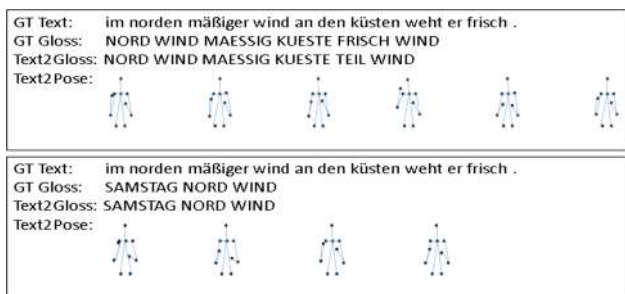 GT Text: im norden mäßiger wind an den küsten weht er frisch .
GT Gloss: NORD WIND MAESSIG KUESTE FRISCH WIND
Text2Gloss: NORD WIND MAESSIG KUESTE TEIL WIND
Text2Pose:
GT Text: im norden mäßiger wind an den küsten weht er frisch .
GT Gloss: SAMSTAG NORD WIND
Text2Gloss: SAMSTAG NORD WIND
Text2Pose: